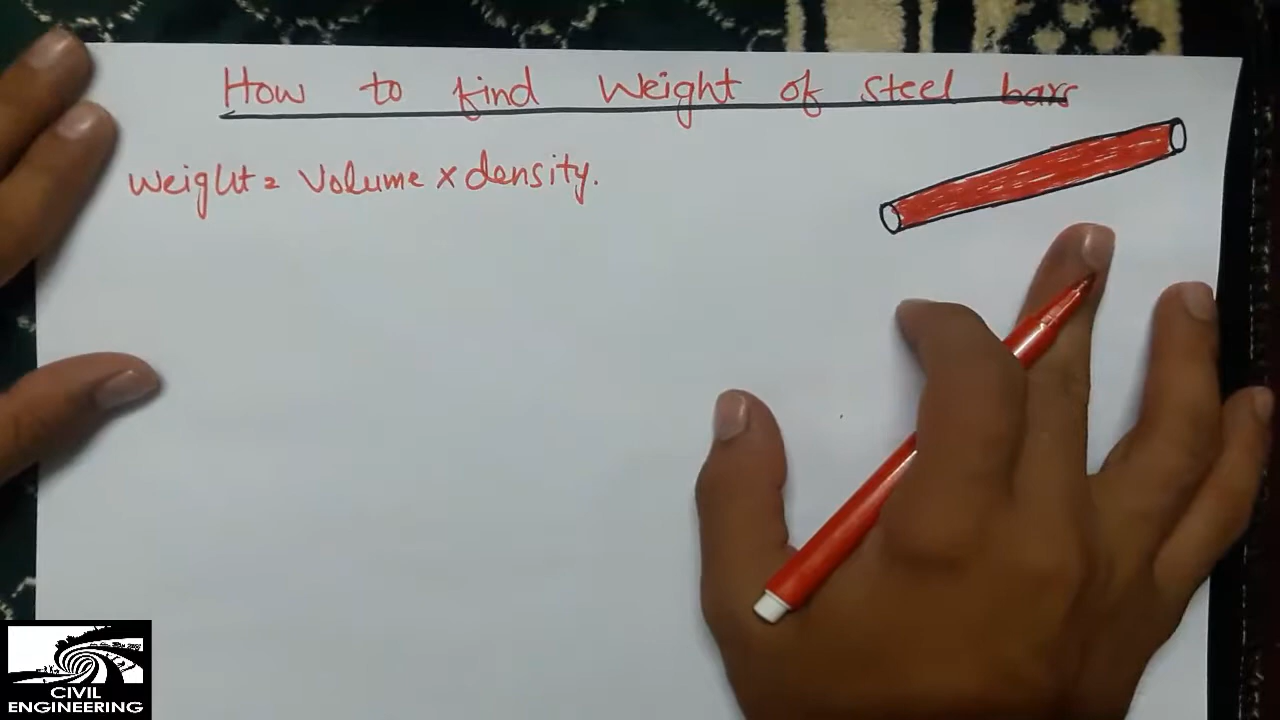 How to find Weight of Steel bars
Weight = Volume x density.
CIVIL
ENGINEERING